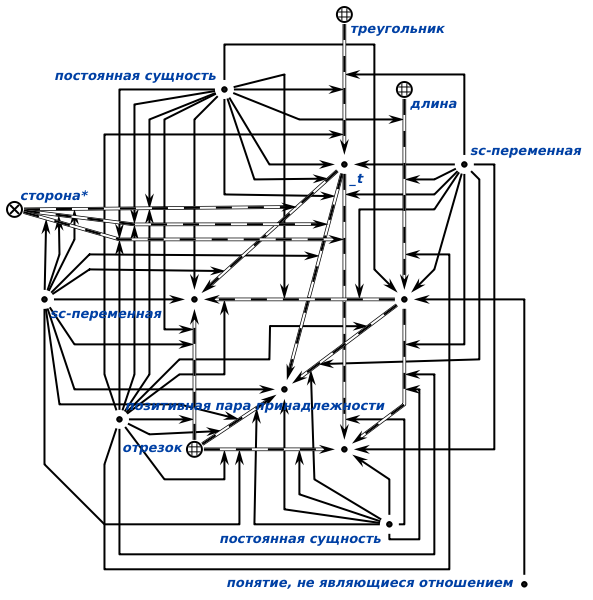 треугольник
постоянная сущность
длина
sc-переменная
_t
сторона*
sc-переменная
позитивная пара принадлежности
отрезок
постоянная сущность
понятие, не являющиеся отношением